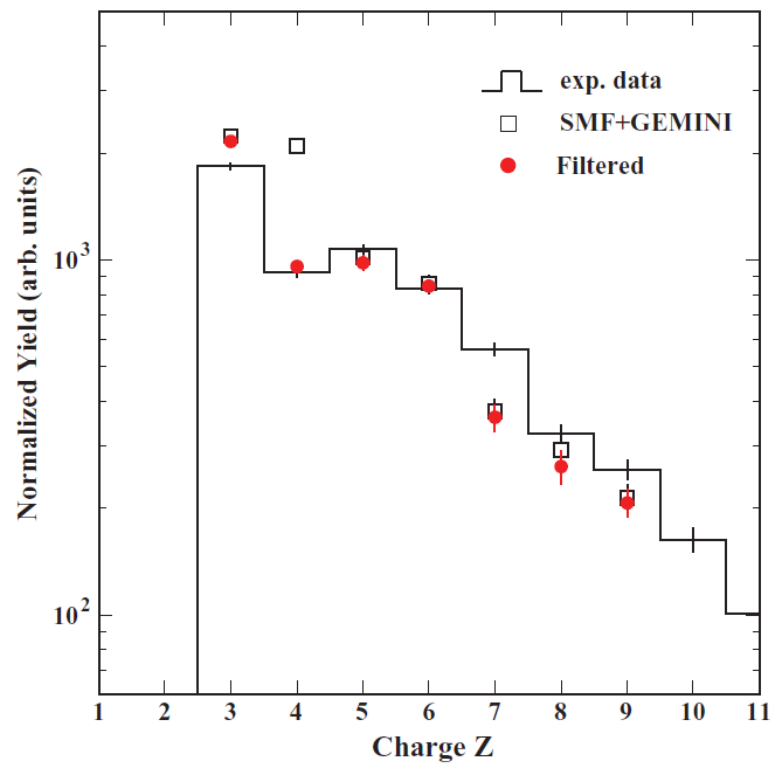 exp. data
SMF+GEMINI
Filtered
Normalized Yield (arb. units)
10³
10²
1 2 3 4 5 6 7 8 9 10 11
Charge Z